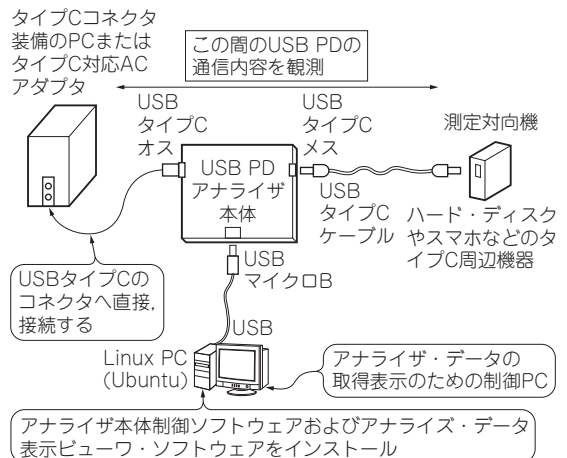 タイプCコネクタ
装備のPCまたは
タイプC対応AC
アダプタ
この間のUSB PDの
通信内容を観測
USB
タイプC
オス
USB
タイプC
メス
測定対向機
USB PD
アナライザ
本体
USB
タイプC
ケーブル
ハード・ディスク
やスマホなどのタ
イプC周辺機器
USBタイプCの
コネクタへ直接,
接続する
USB
マイクロB
USB
Linux PC
(Ubuntu)
アナライザ・データの
取得表示のための制御PC
アナライザ本体制御ソフトウェアおよびアナライズ・データ
表示ビューワ・ソフトウェアをインストール